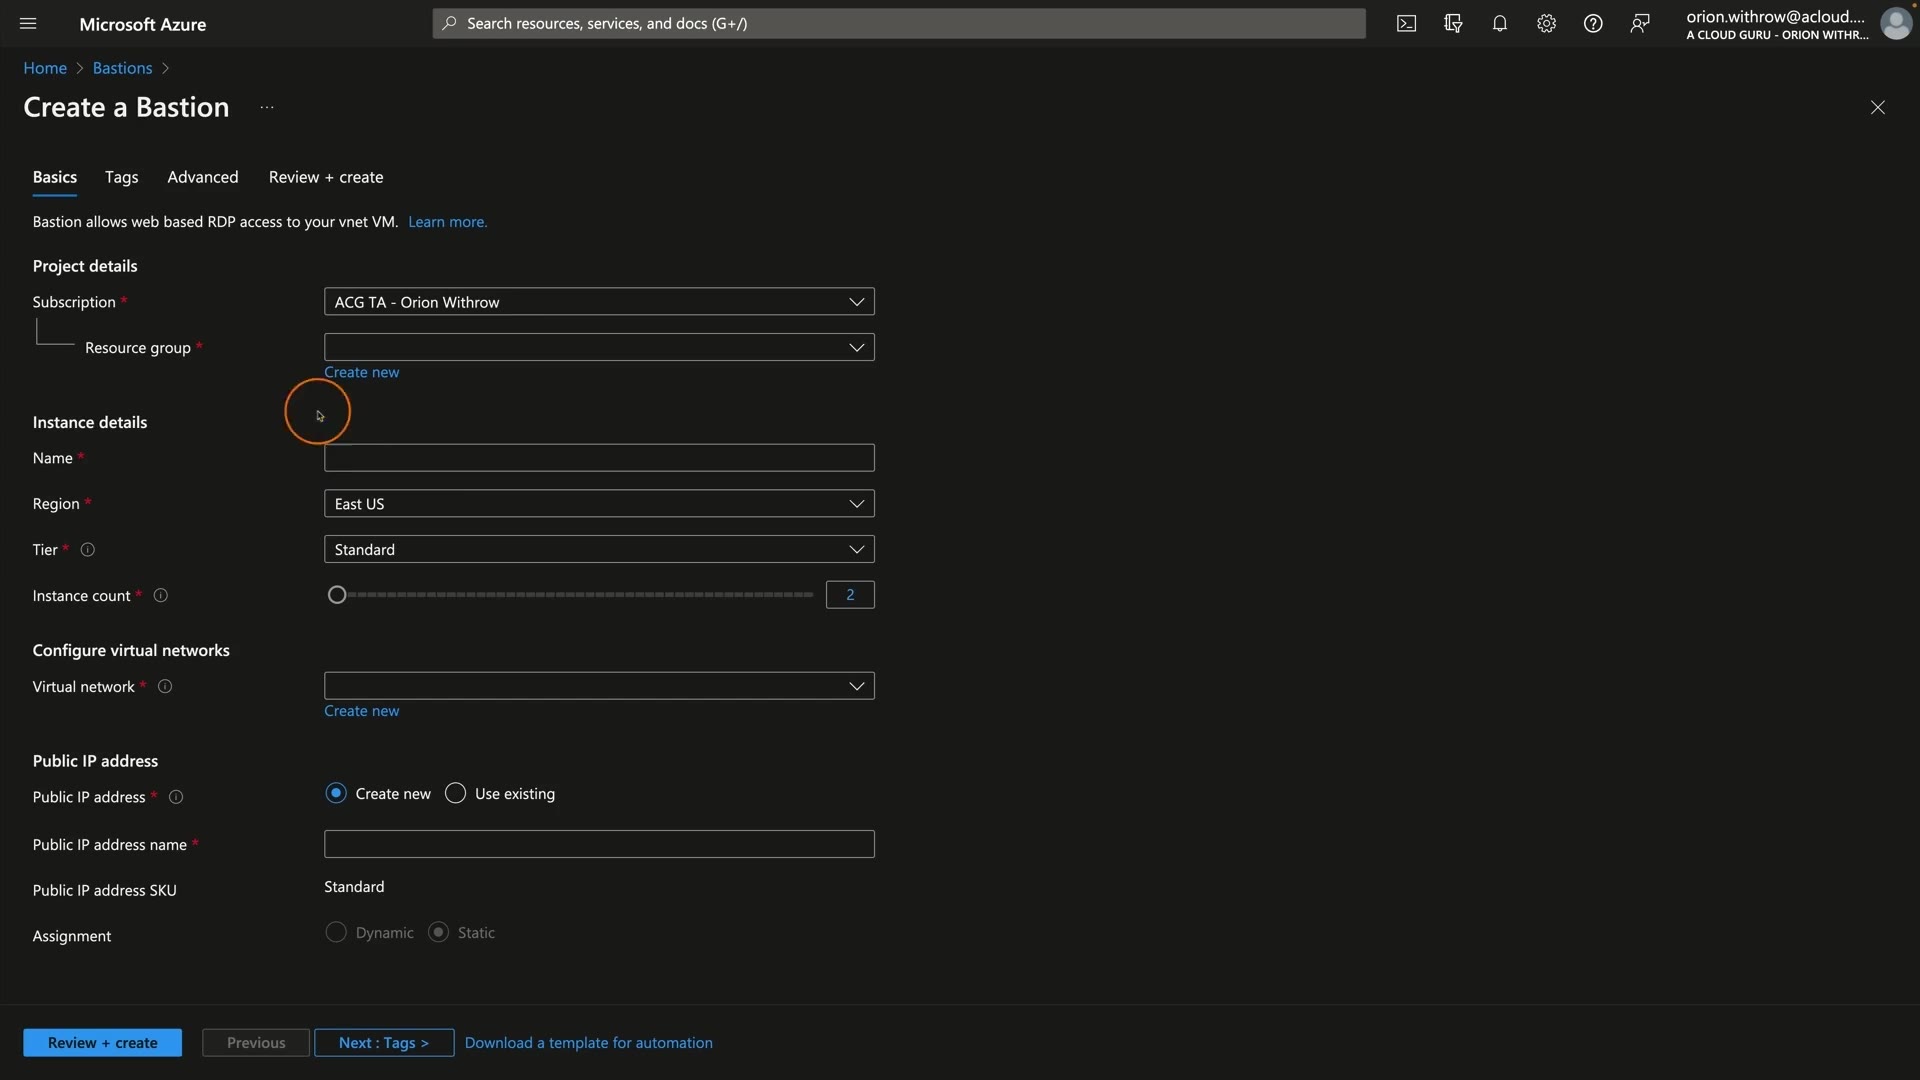 Microsoft Azure
Search resources, services, and docs (G+/)
orion.withrow@acloud....
A CLOUD GURU - ORION WITHR...
Home > Bastions >
Create a Bastion ...
Basics Tags Advanced Review + create
Bastion allows web based RDP access to your vnet VM. Learn more.
Project details
Subscription * ACG TA - Orion Withrow
Resource group *
Create new
Instance details
Name *
Region * East US
Tier * Standard
Instance count * 2
Configure virtual networks
Virtual network *
Create new
Public IP address
Public IP address * Create new Use existing
Public IP address name *
Public IP address SKU Standard
Assignment Dynamic Static
Review + create Previous Next : Tags > Download a template for automation